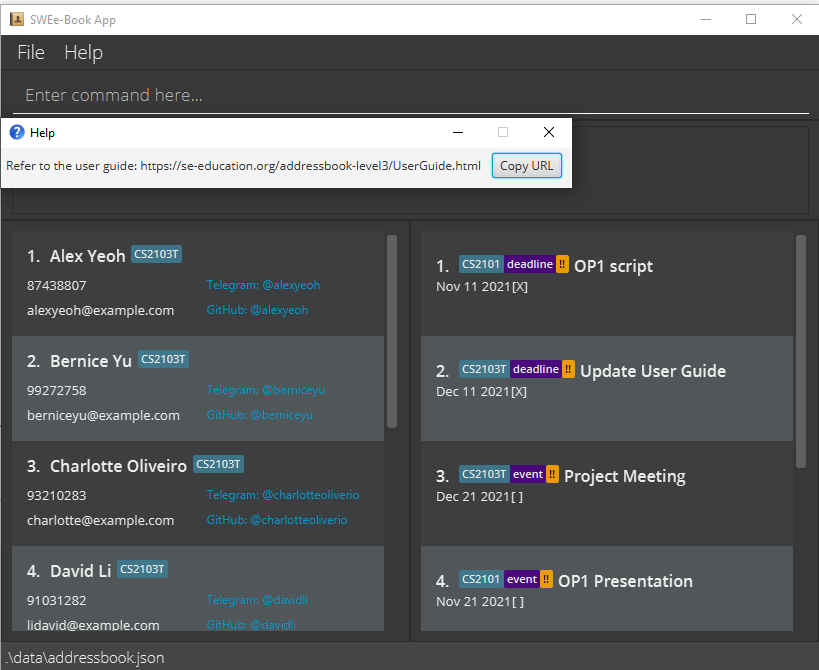 SWEe-Book App
File Help
Enter command here...
Help
Refer to the user guide: https://se-education.org/addressbook-level3/UserGuide.html Copy URL
1. Alex Yeoh CS2103T
87438807 Telegram: @alexyeoh
alexyeoh@example.com GitHub: @alexyeoh
2. Bernice Yu CS2103T
99272758 Telegram: @berniceyu
berniceyu@example.com GitHub: @berniceyu
3. Charlotte Oliveiro CS2103T
93210283 Telegram: @charlotteoliverio
charlotte@example.com GitHub: @charlotteoliverio
4. David Li CS2103T
91031282 Telegram: @davidli
lidavid@example.com GitHub: @davidli
1. CS2101 deadline !! OP1 script
Nov 11 2021[X]
2. CS2103T deadline !! Update User Guide
Dec 11 2021[X]
3. CS2103T event !! Project Meeting
Dec 21 2021[ ]
4. CS2101 event !! OP1 Presentation
Nov 21 2021[ ]
.\data\addressbook.json